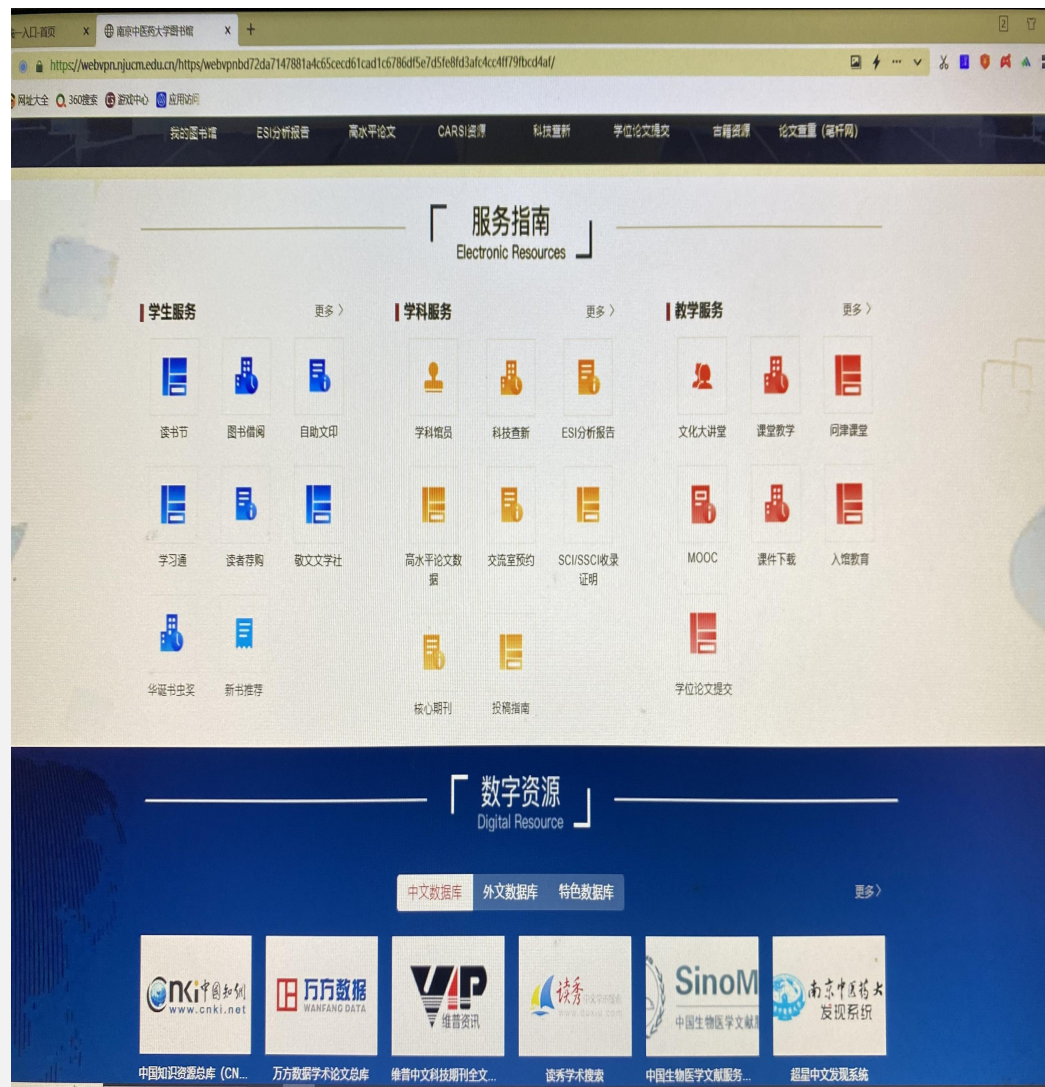 一入口-首页
南京中医药大学图书馆
https://webvpn.njucm.edu.cn/https/webvpnbd72da7147881a4c65cecd61cad1c6786df5e7d5fe8fd3afc4cc4ff79fbcd4af/
网址大全 360搜索 游戏中心 应用访问
我的图书馆 ESI分析报告 高水平论文 CARSI资源 科技查新 学位论文提交 古籍资源 论文查重 (笔杆网)
服务指南
Electronic Resources
学生服务 更多 〉 学科服务 更多 〉 教学服务 更多 〉
读书节 图书借阅 自助文印 学科馆员 科技查新 ESI分析报告 文化大讲堂 课堂教学 问津课堂
学习通 读者荐购 敬文文学社 高水平论文数 交流室预约 SCI/SSCI收录 MOOC 课件下载 入馆教育
据 证明
华诞书虫奖 新书推荐 核心期刊 投稿指南 学位论文提交
数字资源
Digital Resource
中文数据库 外文数据库 特色数据库 更多〉
Cnki中国知网 万方数据 VIP 读秀 SinoM 南京中医药大
www.cnki.net WANFANG DATA 维普资讯 www.duxiu.com 中国生物医学文献 发现系统
中国知识资源总库 (CN... 万方数据学术论文总库 维普中文科技期刊全文... 读秀学术搜索 中国生物医学文献服务... 超星中文发现系统